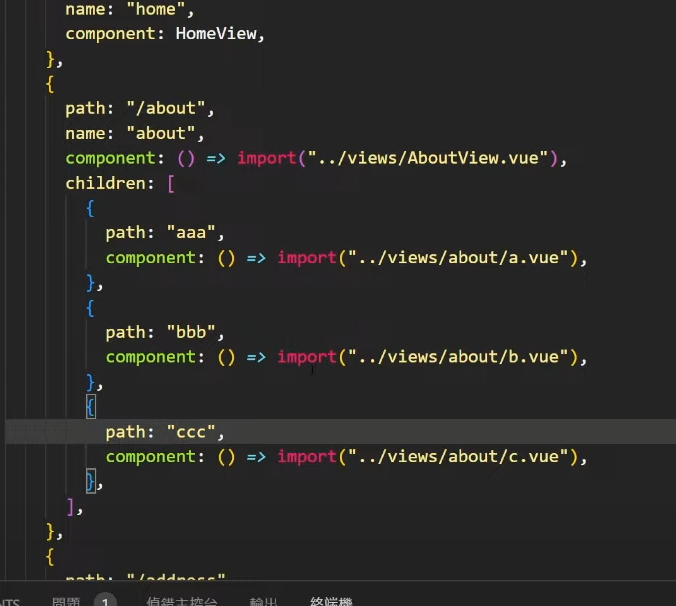 name: "home",
component: HomeView,
},
{
path: "/about",
name: "about",
component: () => import("../views/AboutView.vue"),
children: [
{
path: "aaa",
component: () => import("../views/about/a.vue"),
},
{
path: "bbb",
component: () => import("../views/about/b.vue"),
},
{
path: "ccc",
component: () => import("../views/about/c.vue"),
},
],
},
{
path: "/address"
NTS 問題 1 偵錯主控台 輸出 終端機